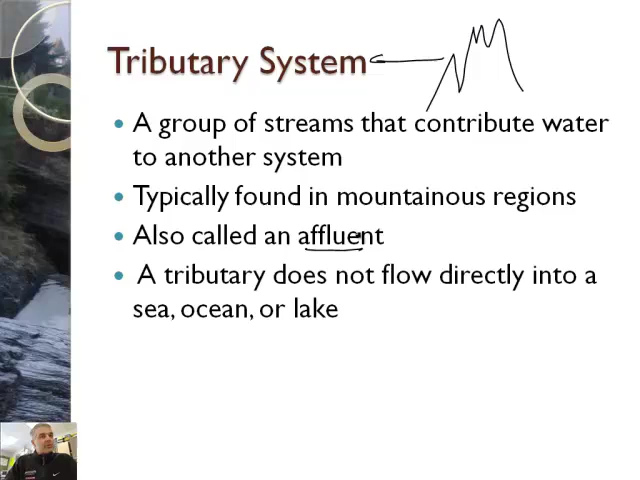 Tributary System
• A group of streams that contribute water
to another system
• Typically found in mountainous regions
• Also called an affluent
• A tributary does not flow directly into a
sea, ocean, or lake